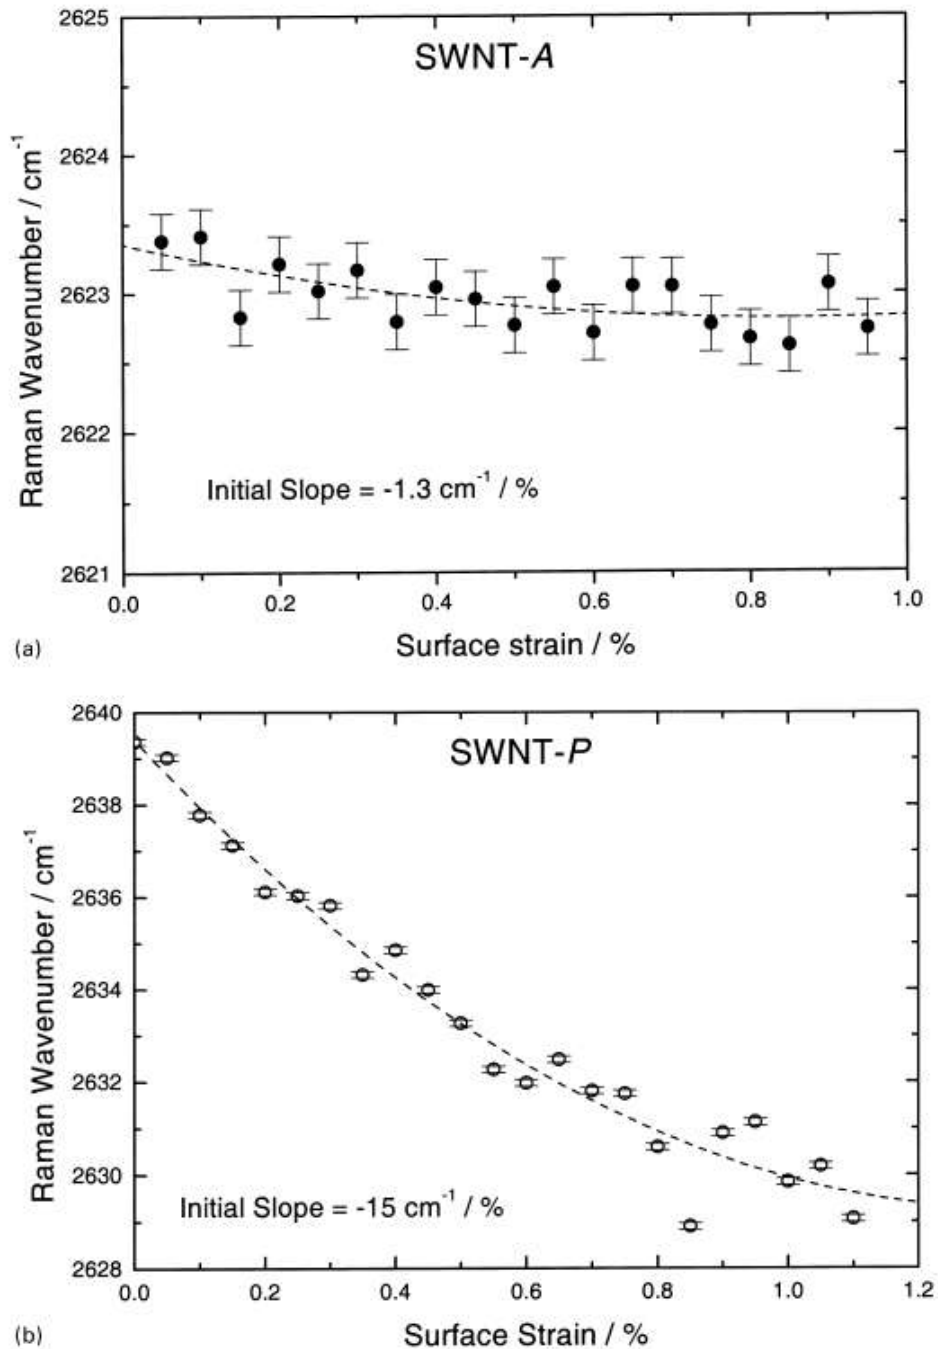 2625
SWNT-A
2624
2623
2622
2621
Raman Wavenumber / cm⁻¹
Initial Slope = -1.3 cm⁻¹ / %
0.0 0.2 0.4 0.6 0.8 1.0
(a)
Surface strain / %
2640
SWNT-P
2638
2636
2634
2632
2630
2628
Raman Wavenumber / cm⁻¹
Initial Slope = -15 cm⁻¹ / %
0.0 0.2 0.4 0.6 0.8 1.0 1.2
(b)
Surface Strain / %